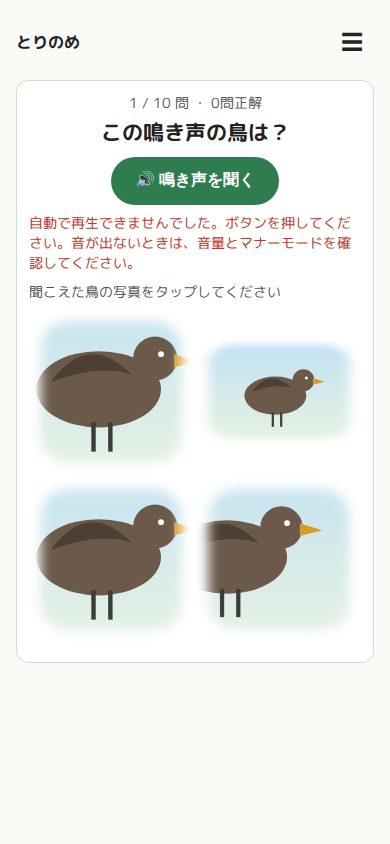 とりのめ
1 / 10 問 · 0問正解
この鳴き声の鳥は？
🔊 鳴き声を聞く
自動で再生できませんでした。ボタンを押してくだ
さい。音が出ないときは、音量とマナーモードを確
認してください。
聞こえた鳥の写真をタップしてください